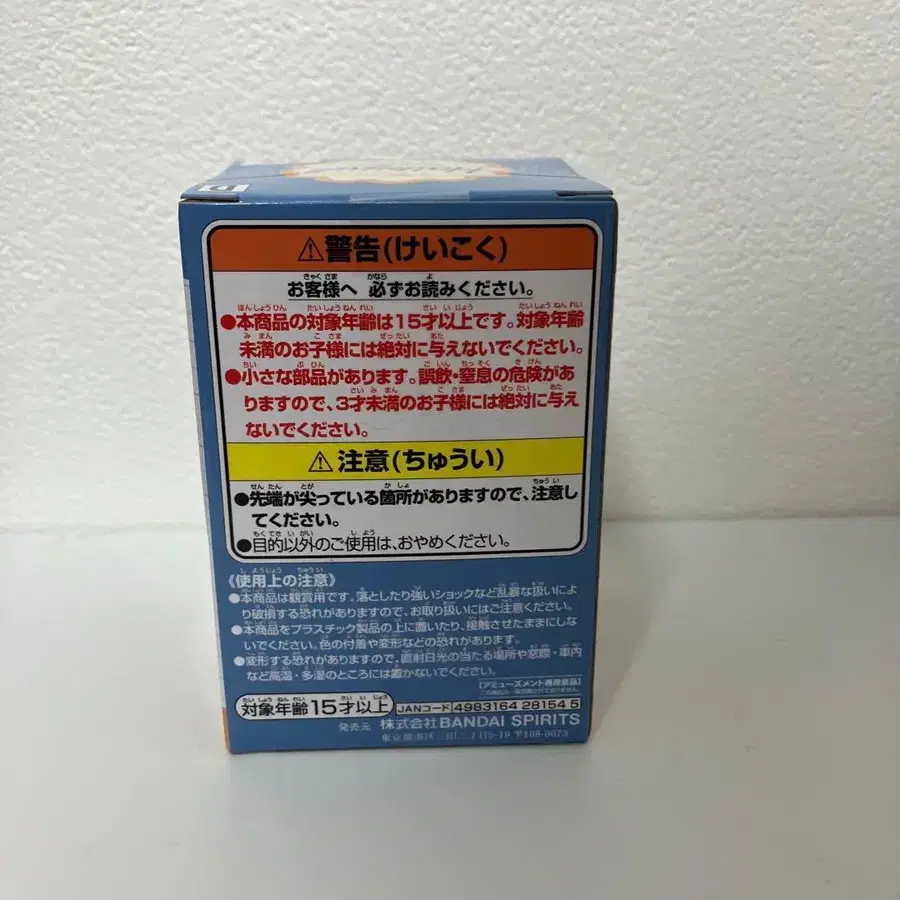 ⚠警告(けいこく)
お客様へ 必ずお読みください。
●本商品の対象年齢は15才以上です。対象年齢
未満のお子様には絶対に与えないでください。
●小さな部品があります。誤飲・窒息の危険があ
りますので、3才未満のお子様には絶対に与え
ないでください。
⚠注意(ちゅうい)
●先端が尖っている箇所がありますので、注意し
てください。
●目的以外のご使用は、おやめください。
《使用上の注意》
●本商品は観賞用です。落としたり強いショックなど乱暴な扱いによ
り破損する恐れがありますので、お取り扱いにはご注意ください。
●本商品をプラスチック製品の上に置いたり、接触させたままにしな
いでください。色の付着や変形などの恐れがあります。
●変形する恐れがありますので、直射日光の当たる場所や窓際・車内
など高温・多湿のところには置かないでください。
[アミューズメント専用景品]
対象年齢15才以上
JANコード 4983164 28154 5
発売元 株式会社BANDAI SPIRITS
〒108-0073